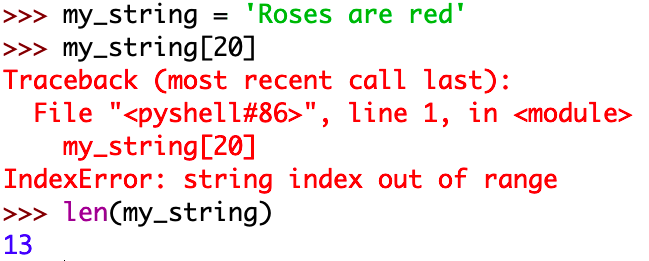 >>> my_string = 'Roses are red'
>>> my_string[20]
Traceback (most recent call last):
  File "<pyshell#86>", line 1, in <module>
    my_string[20]
IndexError: string index out of range
>>> len(my_string)
13